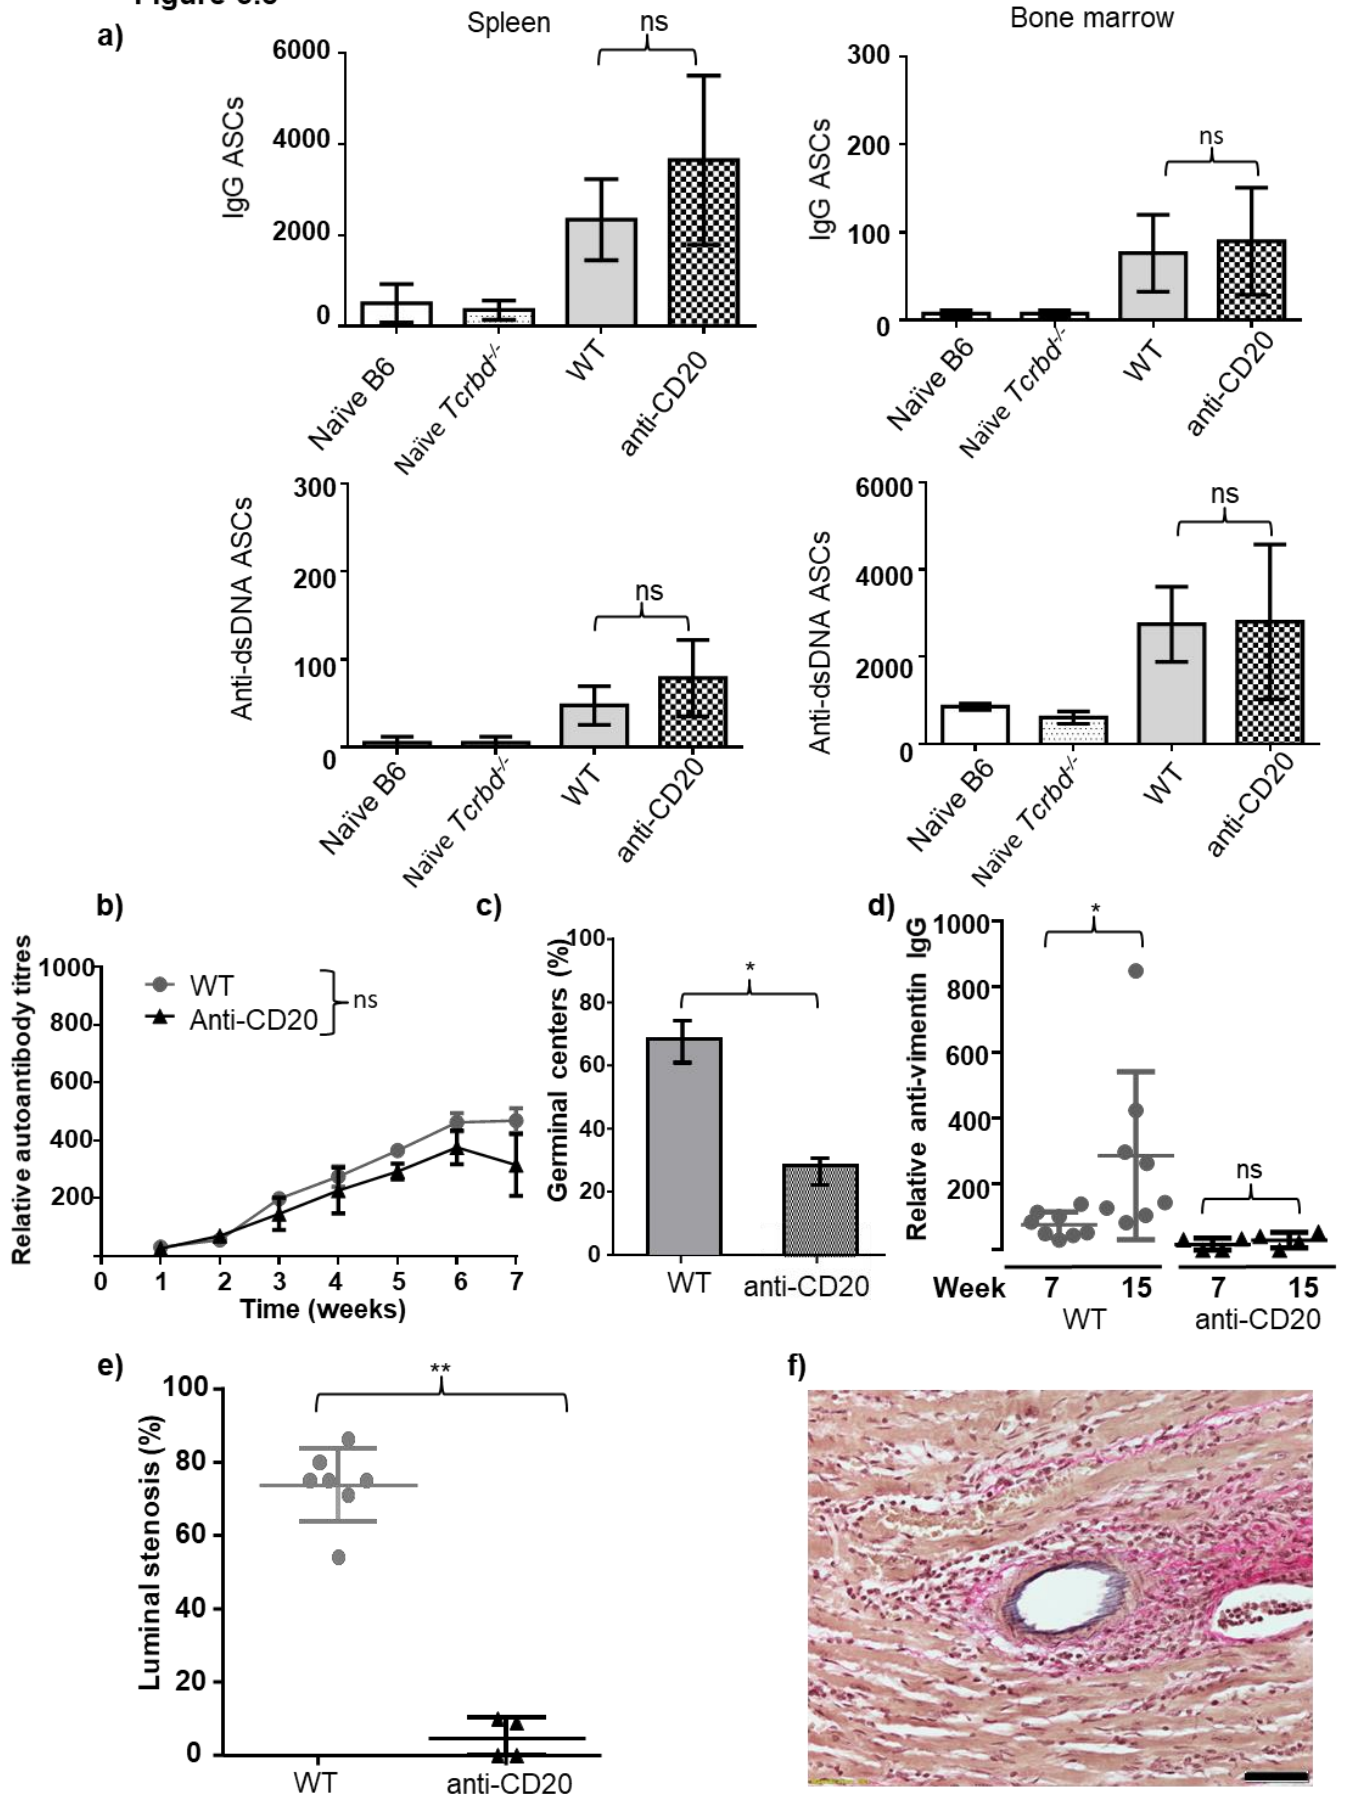 a)
Spleen
ns
6000
4000
2000
0
IgG ASCs
Naïve B6
Naïve Tcrbd-/-
WT
anti-CD20
Bone marrow
ns
300
200
100
0
IgG ASCs
Naïve B6
Naïve Tcrbd-/-
WT
anti-CD20
ns
300
200
100
0
Anti-dsDNA ASCs
Naïve B6
Naïve Tcrbd-/-
WT
anti-CD20
ns
6000
4000
2000
0
Anti-dsDNA ASCs
Naïve B6
Naïve Tcrbd-/-
WT
anti-CD20
b)
Relative autoantibody titres
1000
800
600
400
200
WT
Anti-CD20
ns
0 1 2 3 4 5 6 7
Time (weeks)
c)
Germinal centers (%)
100
80
60
40
20
0
*
WT anti-CD20
d)
Relative anti-vimentin IgG
1000
800
600
400
200
*
ns
Week 7 15 7 15
WT anti-CD20
e)
Luminal stenosis (%)
100
80
60
40
20
0
**
WT anti-CD20
f)